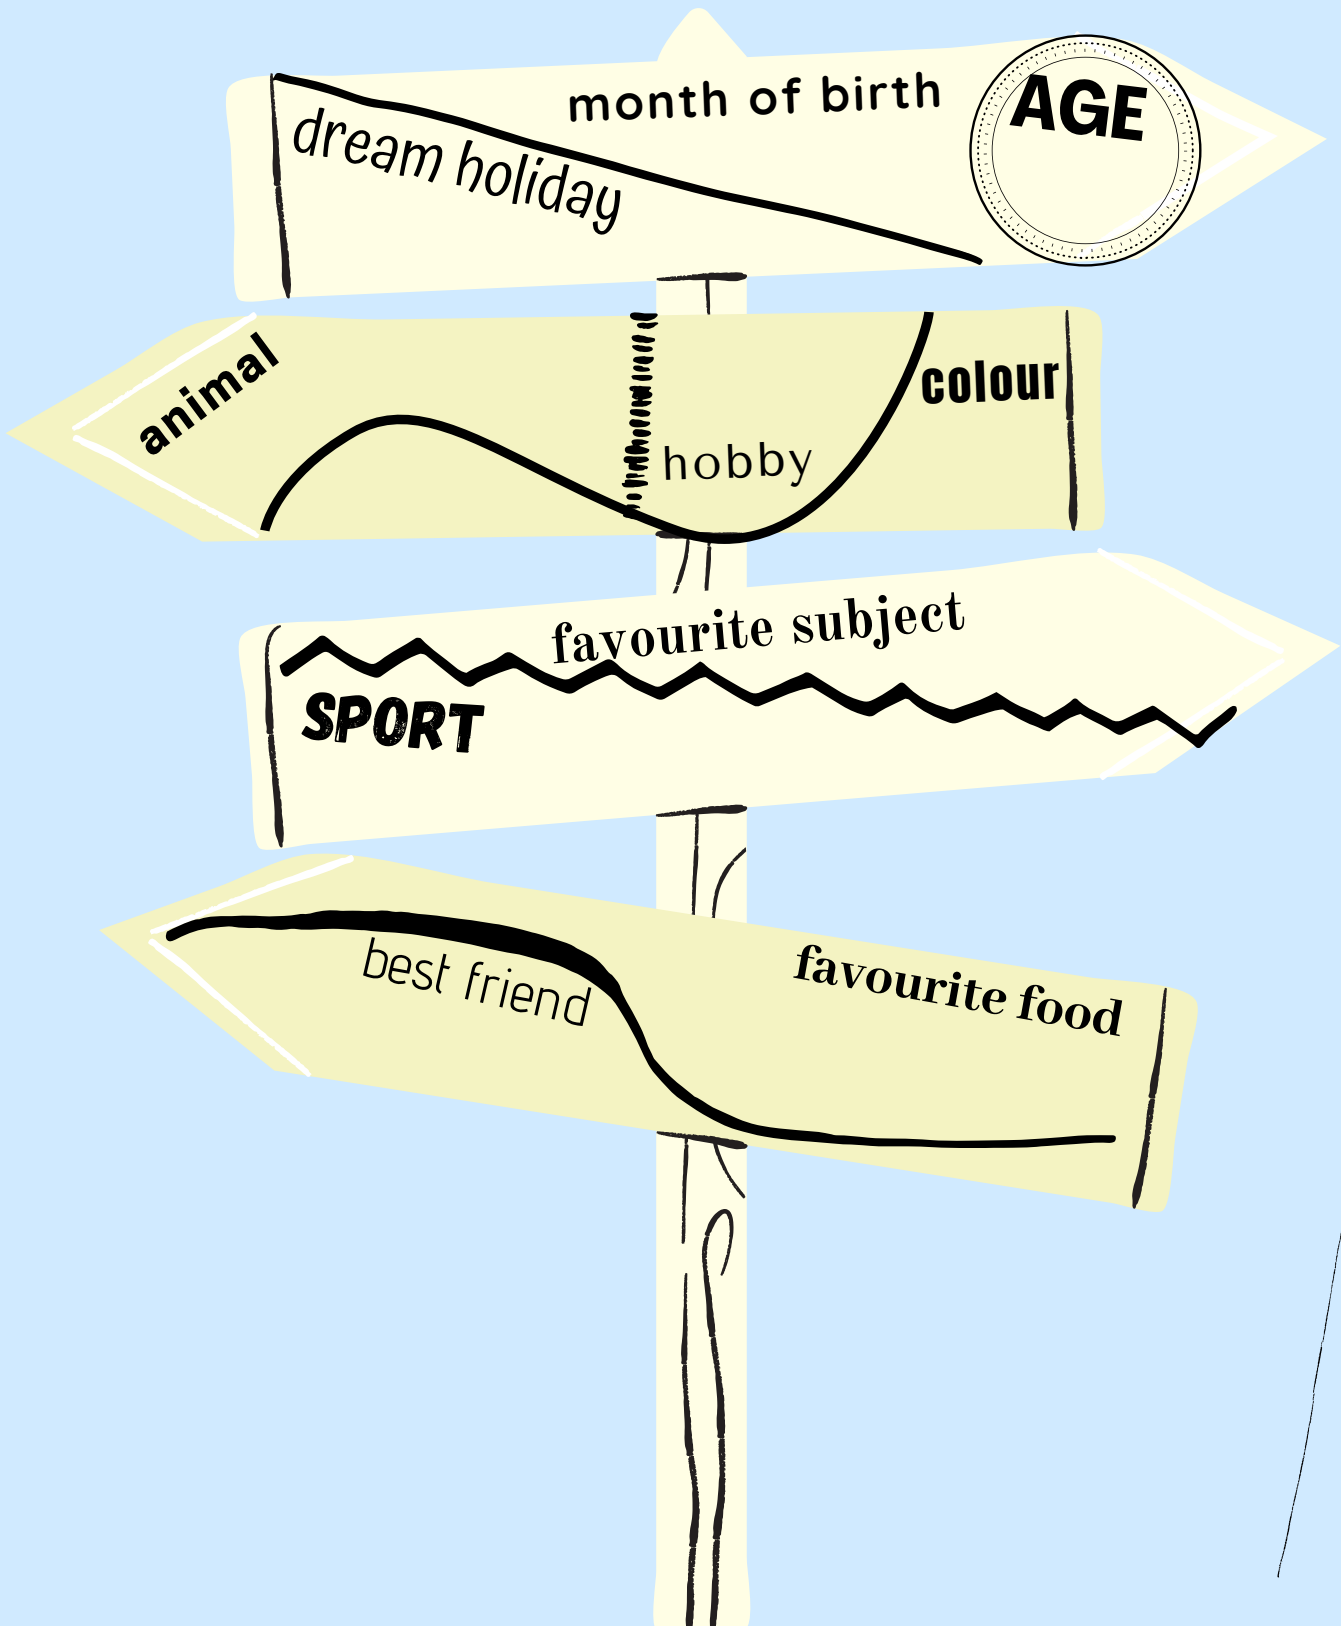 month of birth
AGE
dream holiday
animal
hobby
colour
favourite subject
SPORT
best friend
favourite food